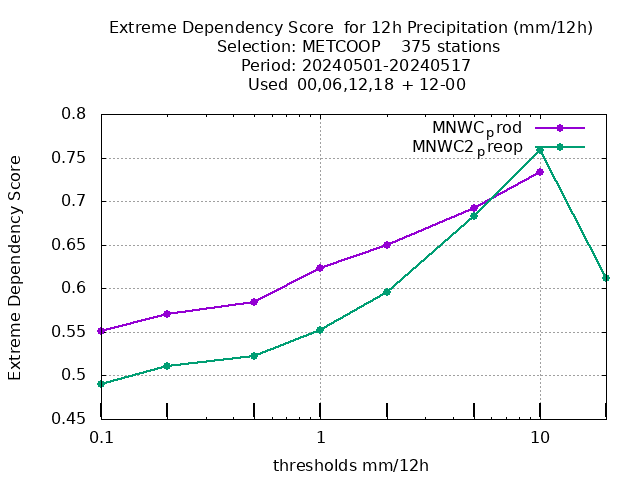 Extreme Dependency Score  for 12h Precipitation (mm/12h)
Selection: METCOOP    375 stations
Period: 20240501-20240517
Used  00,06,12,18 + 12-00
MNWCprod
MNWC2preop
0.8
0.75
0.7
0.65
0.6
0.55
0.5
0.45
Extreme Dependency Score
0.1
1
10
thresholds mm/12h